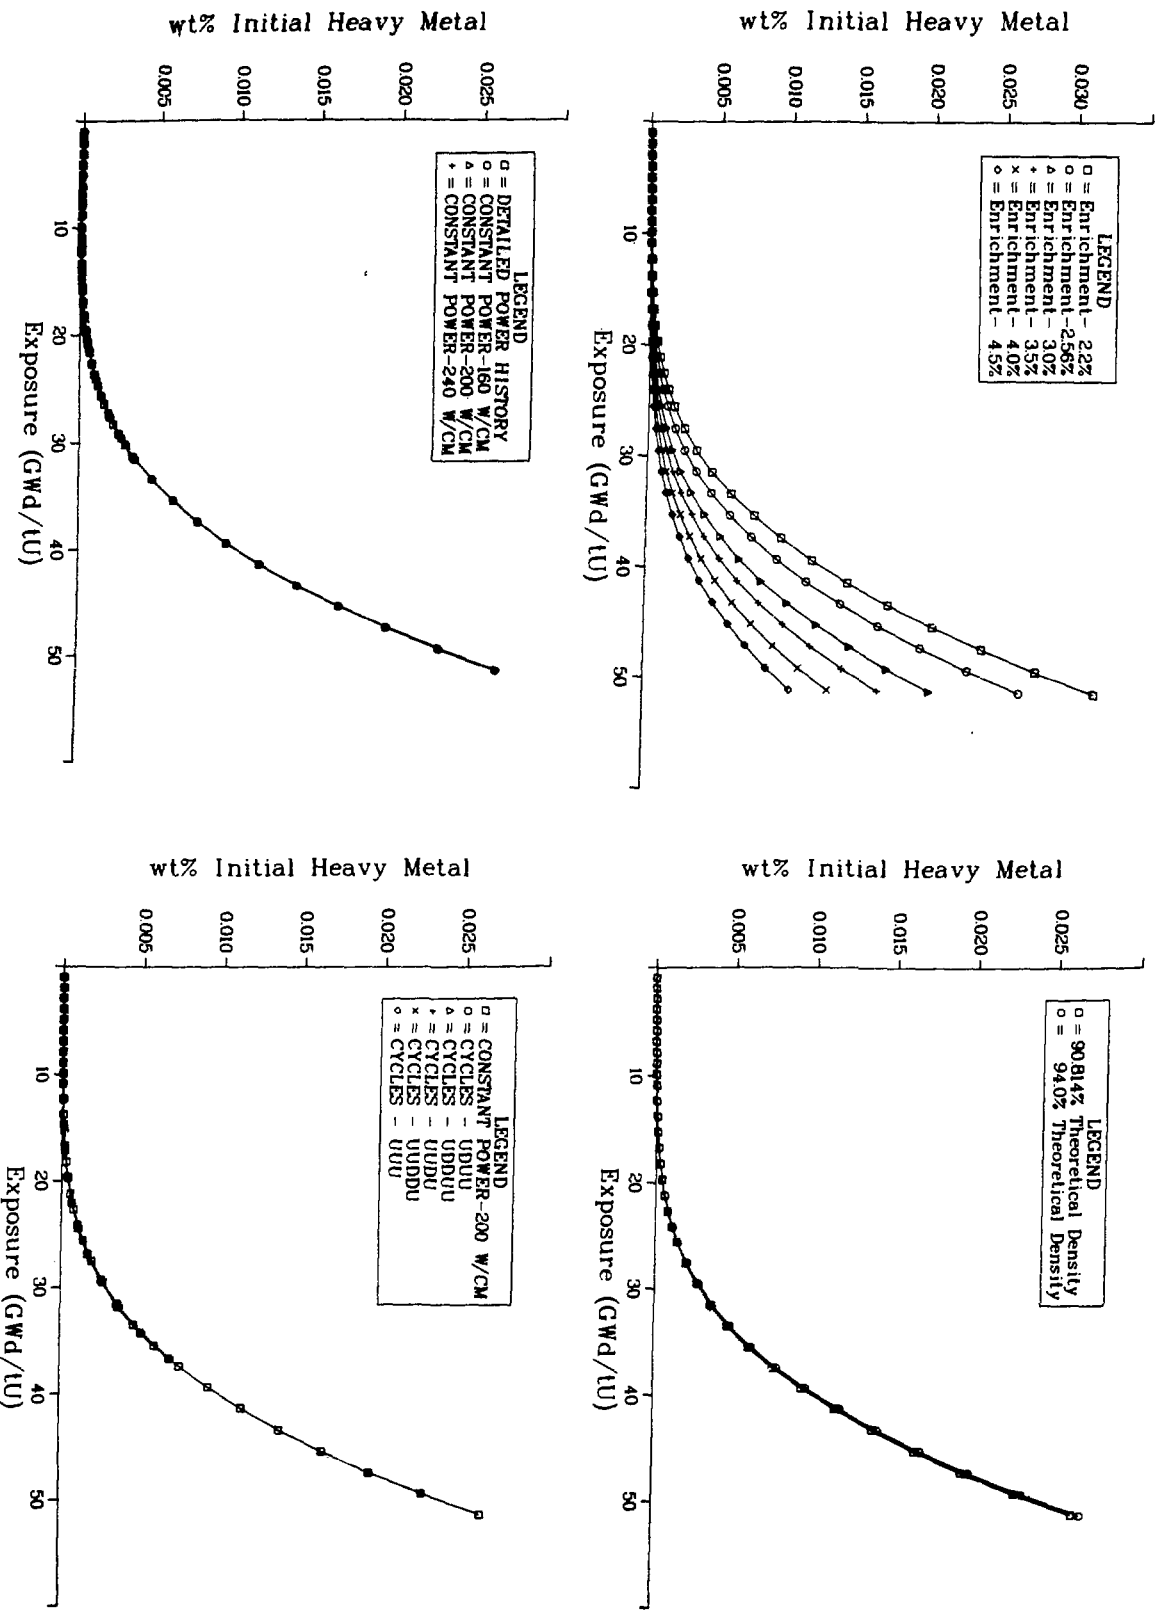 wt% Initial Heavy Metal
0.030
0.025
0.020
0.015
0.010
0.005
LEGEND
□ = Enrichment- 2.2%
○ = Enrichment-2.56%
△ = Enrichment- 3.0%
+ = Enrichment- 3.5%
× = Enrichment- 4.0%
◇ = Enrichment- 4.5%
10 20 30 40 50
Exposure (GWd/tU)
wt% Initial Heavy Metal
0.025
0.020
0.015
0.010
0.005
LEGEND
□ = 90.814% Theoretical Density
○ = 94.0% Theoretical Density
10 20 30 40 50
Exposure (GWd/tU)
wt% Initial Heavy Metal
0.025
0.020
0.015
0.010
0.005
LEGEND
□ = DETAILED POWER HISTORY
○ = CONSTANT POWER-160 W/CM
△ = CONSTANT POWER-200 W/CM
+ = CONSTANT POWER-240 W/CM
10 20 30 40 50
Exposure (GWd/tU)
wt% Initial Heavy Metal
0.025
0.020
0.015
0.010
0.005
LEGEND
□ = CONSTANT POWER-200 W/CM
○ = CYCLES - UDUU
△ = CYCLES - UDDUU
+ = CYCLES - UUDU
× = CYCLES - UUDDU
◇ = CYCLES - UUU
10 20 30 40 50
Exposure (GWd/tU)